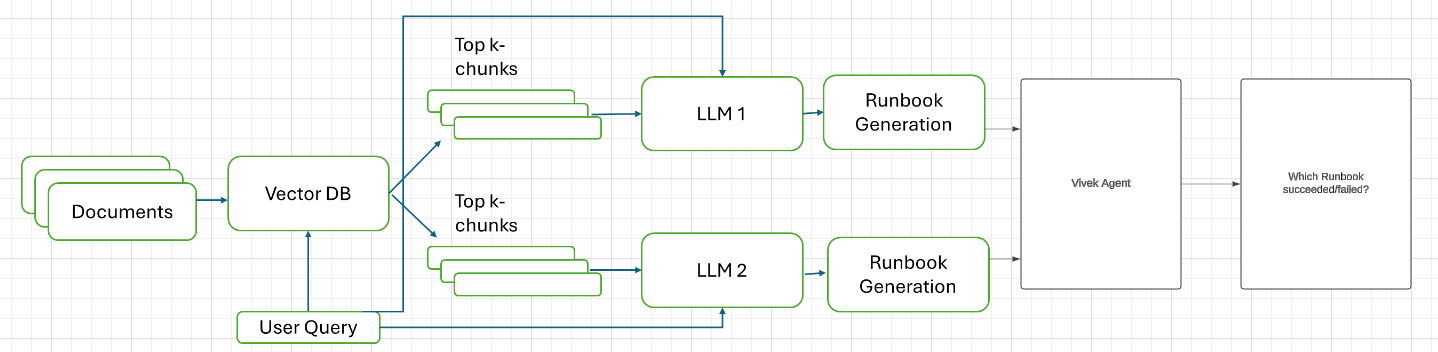 Documents
Vector DB
User Query
Top k-
chunks
LLM 1
Runbook
Generation
Top k-
chunks
LLM 2
Runbook
Generation
Vivek Agent
Which Runbook
succeeded/failed?